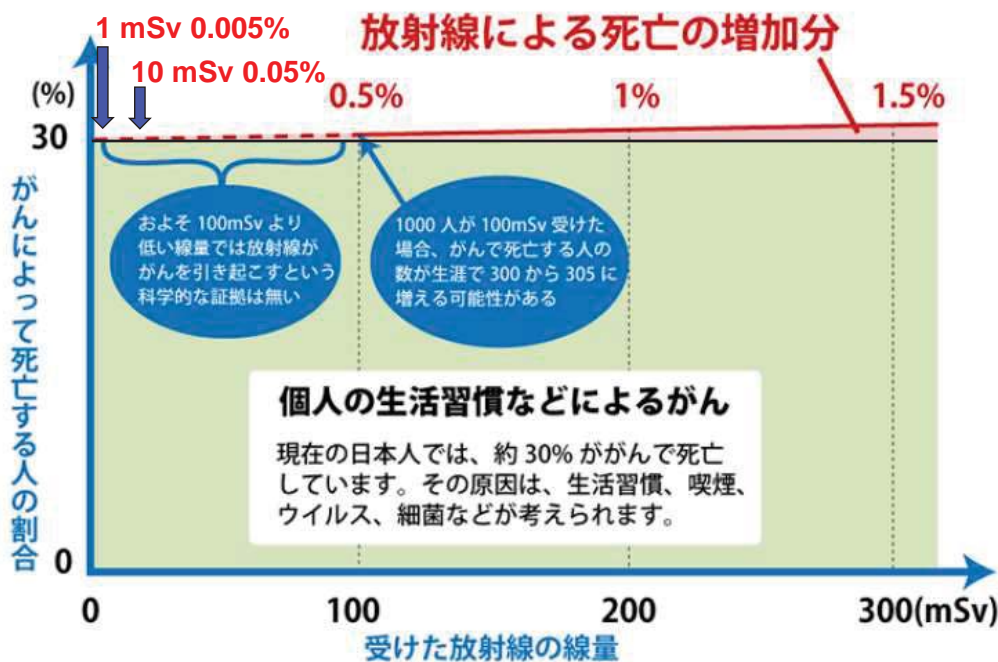 1 mSv 0.005%
放射線による死亡の増加分
10 mSv 0.05%
(%)
0.5%
1%
1.5%
30
がんによって死亡する人の割合
およそ 100mSv より
低い線量では放射線が
がんを引き起こすという
科学的な証拠は無い
1000 人が 100mSv 受けた
場合、がんで死亡する人の
数が生涯で 300 から 305 に
増える可能性がある
個人の生活習慣などによるがん
現在の日本人では、約 30% ががんで死亡
しています。その原因は、生活習慣、喫煙、
ウイルス、細菌などが考えられます。
0
0
100
200
300(mSv)
受けた放射線の線量